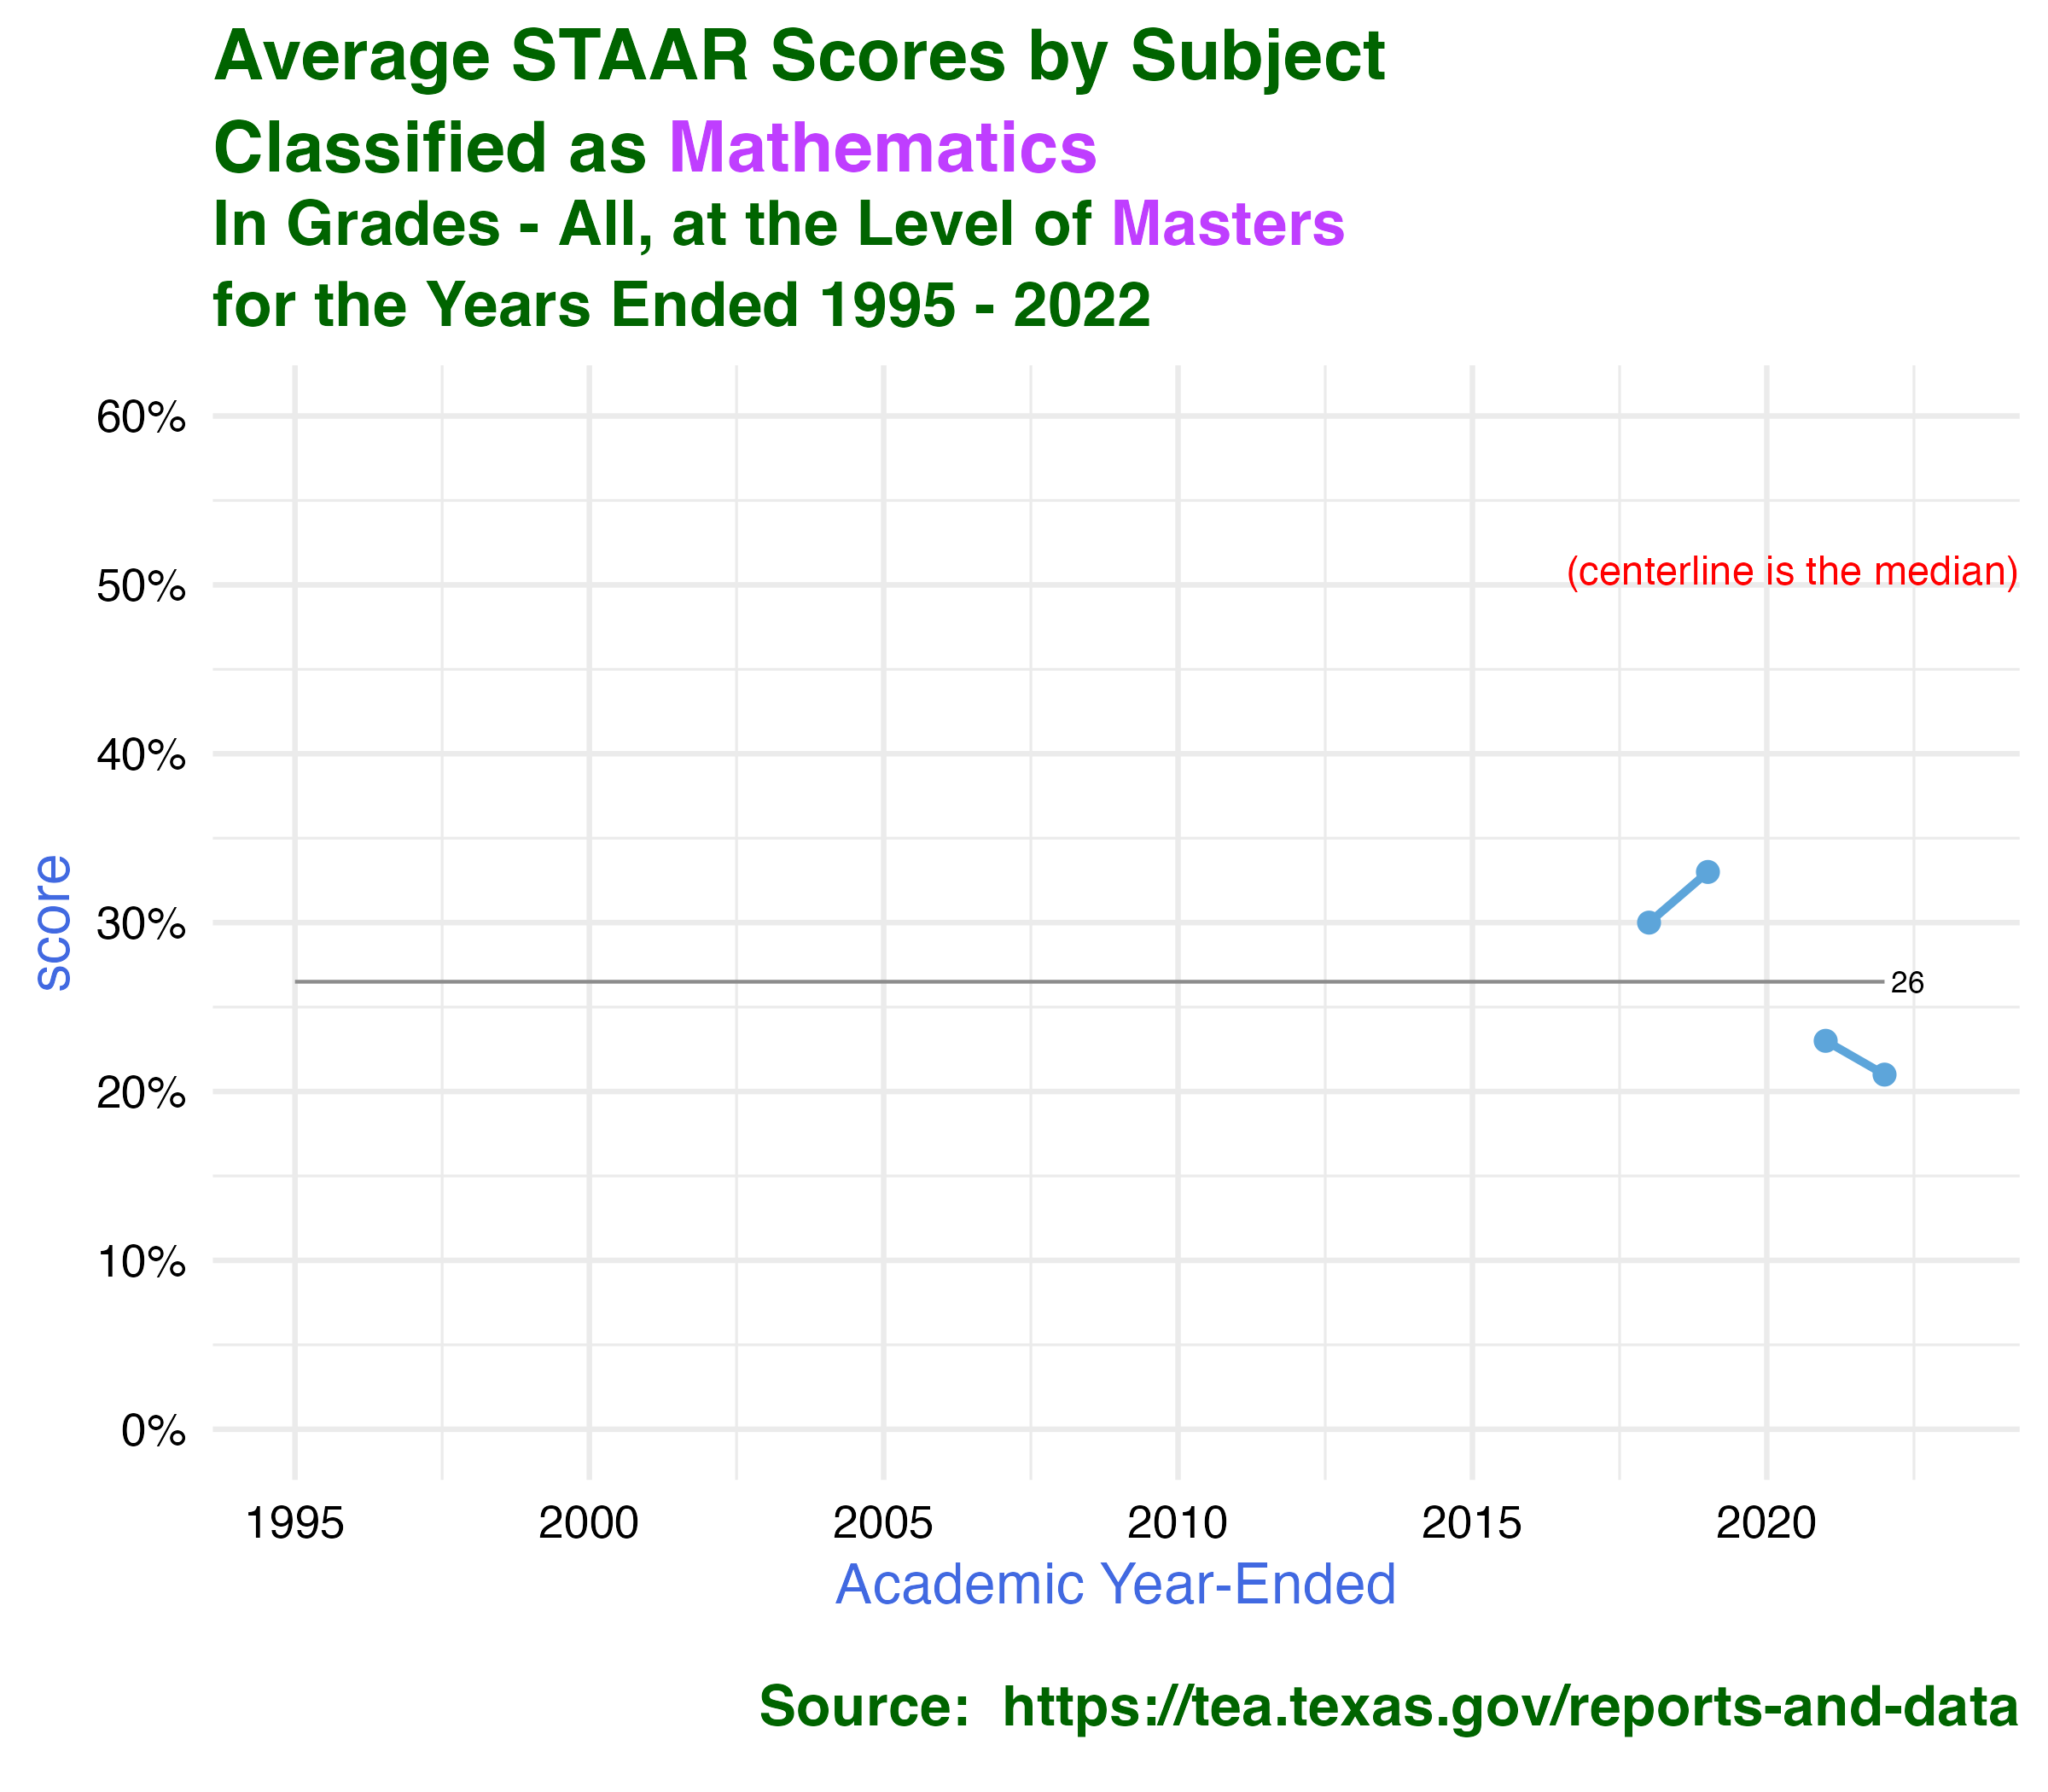 Average STAAR Scores by Subject
Classified as Mathematics
In Grades - All, at the Level of Masters
for the Years Ended 1995 - 2022
60%
(centerline is the median)
50%
40%
score
30%
26
20%
10%
0%
1995 2000 2005 2010 2015 2020
Academic Year-Ended
Source: https://tea.texas.gov/reports-and-data